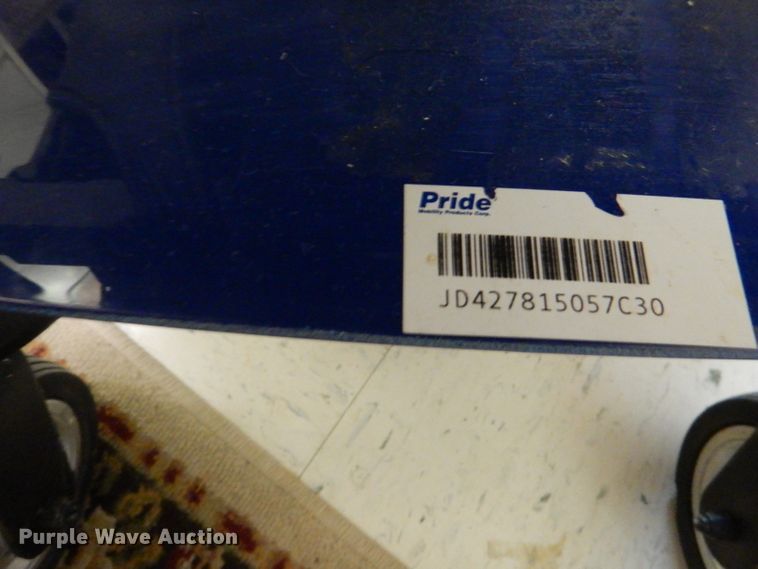 Pride
Mobility Products Corp.
JD427815057C30
Purple Wave Auction